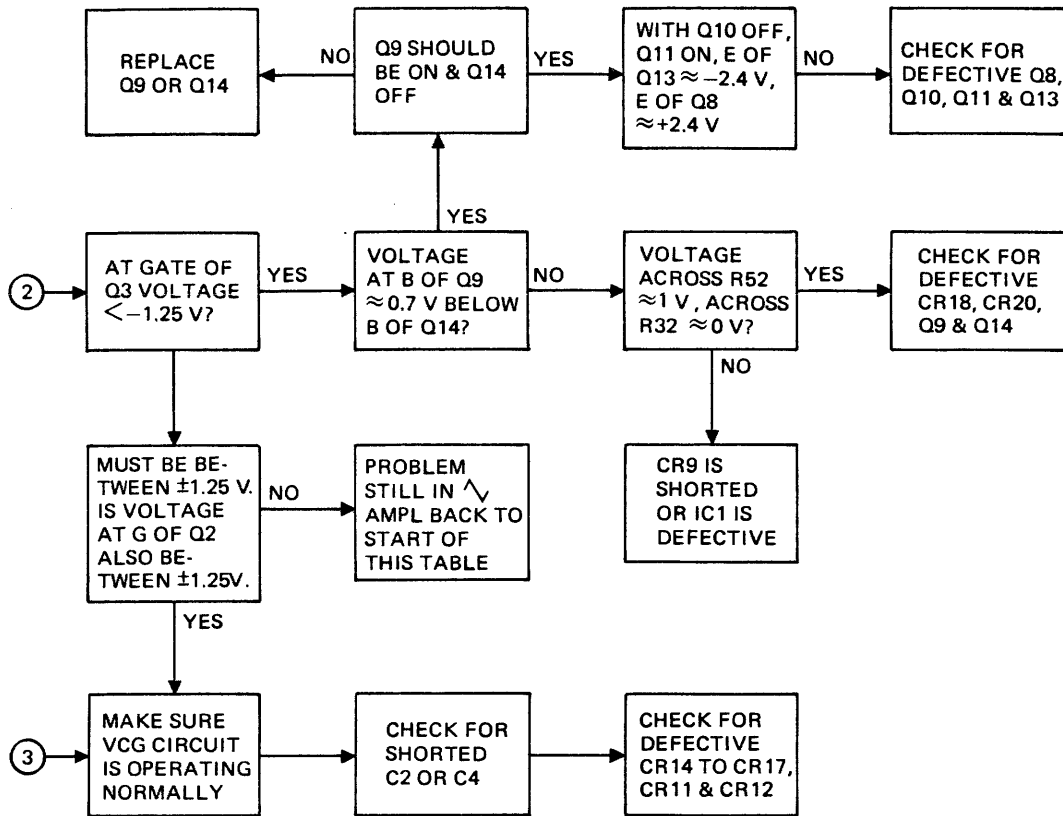 REPLACE
Q9 OR Q14
NO
Q9 SHOULD
BE ON & Q14
OFF
YES
WITH Q10 OFF,
Q11 ON, E OF
Q13 ≈ −2.4 V,
E OF Q8
≈+2.4 V
NO
CHECK FOR
DEFECTIVE Q8,
Q10, Q11 & Q13
YES
2
AT GATE OF
Q3 VOLTAGE
<−1.25 V?
YES
VOLTAGE
AT B OF Q9
≈0.7 V BELOW
B OF Q14?
NO
VOLTAGE
ACROSS R52
≈1 V, ACROSS
R32 ≈0 V?
YES
CHECK FOR
DEFECTIVE
CR18, CR20,
Q9 & Q14
NO
MUST BE BE-
TWEEN ±1.25 V.
IS VOLTAGE
AT G OF Q2
ALSO BE-
TWEEN ±1.25V.
NO
PROBLEM
STILL IN
AMPL BACK TO
START OF
THIS TABLE
CR9 IS
SHORTED
OR IC1 IS
DEFECTIVE
YES
3
MAKE SURE
VCG CIRCUIT
IS OPERATING
NORMALLY
CHECK FOR
SHORTED
C2 OR C4
CHECK FOR
DEFECTIVE
CR14 TO CR17,
CR11 & CR12